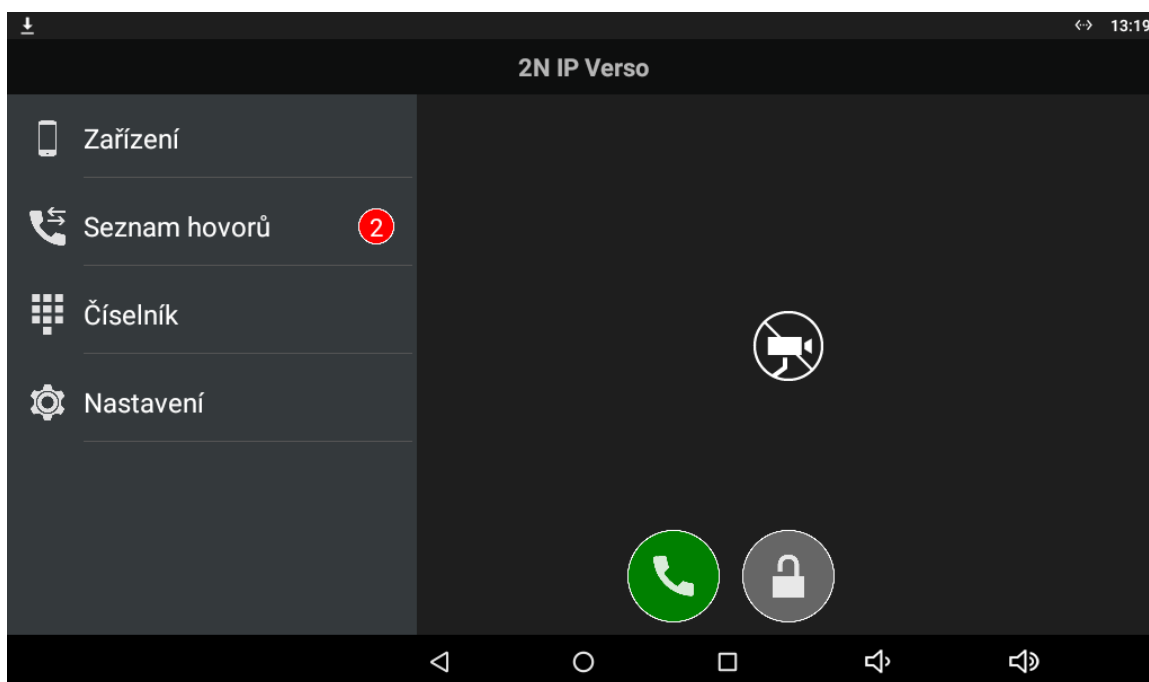 13:19
2N IP Verso
Zařízení
Seznam hovorů 2
Číselník
Nastavení